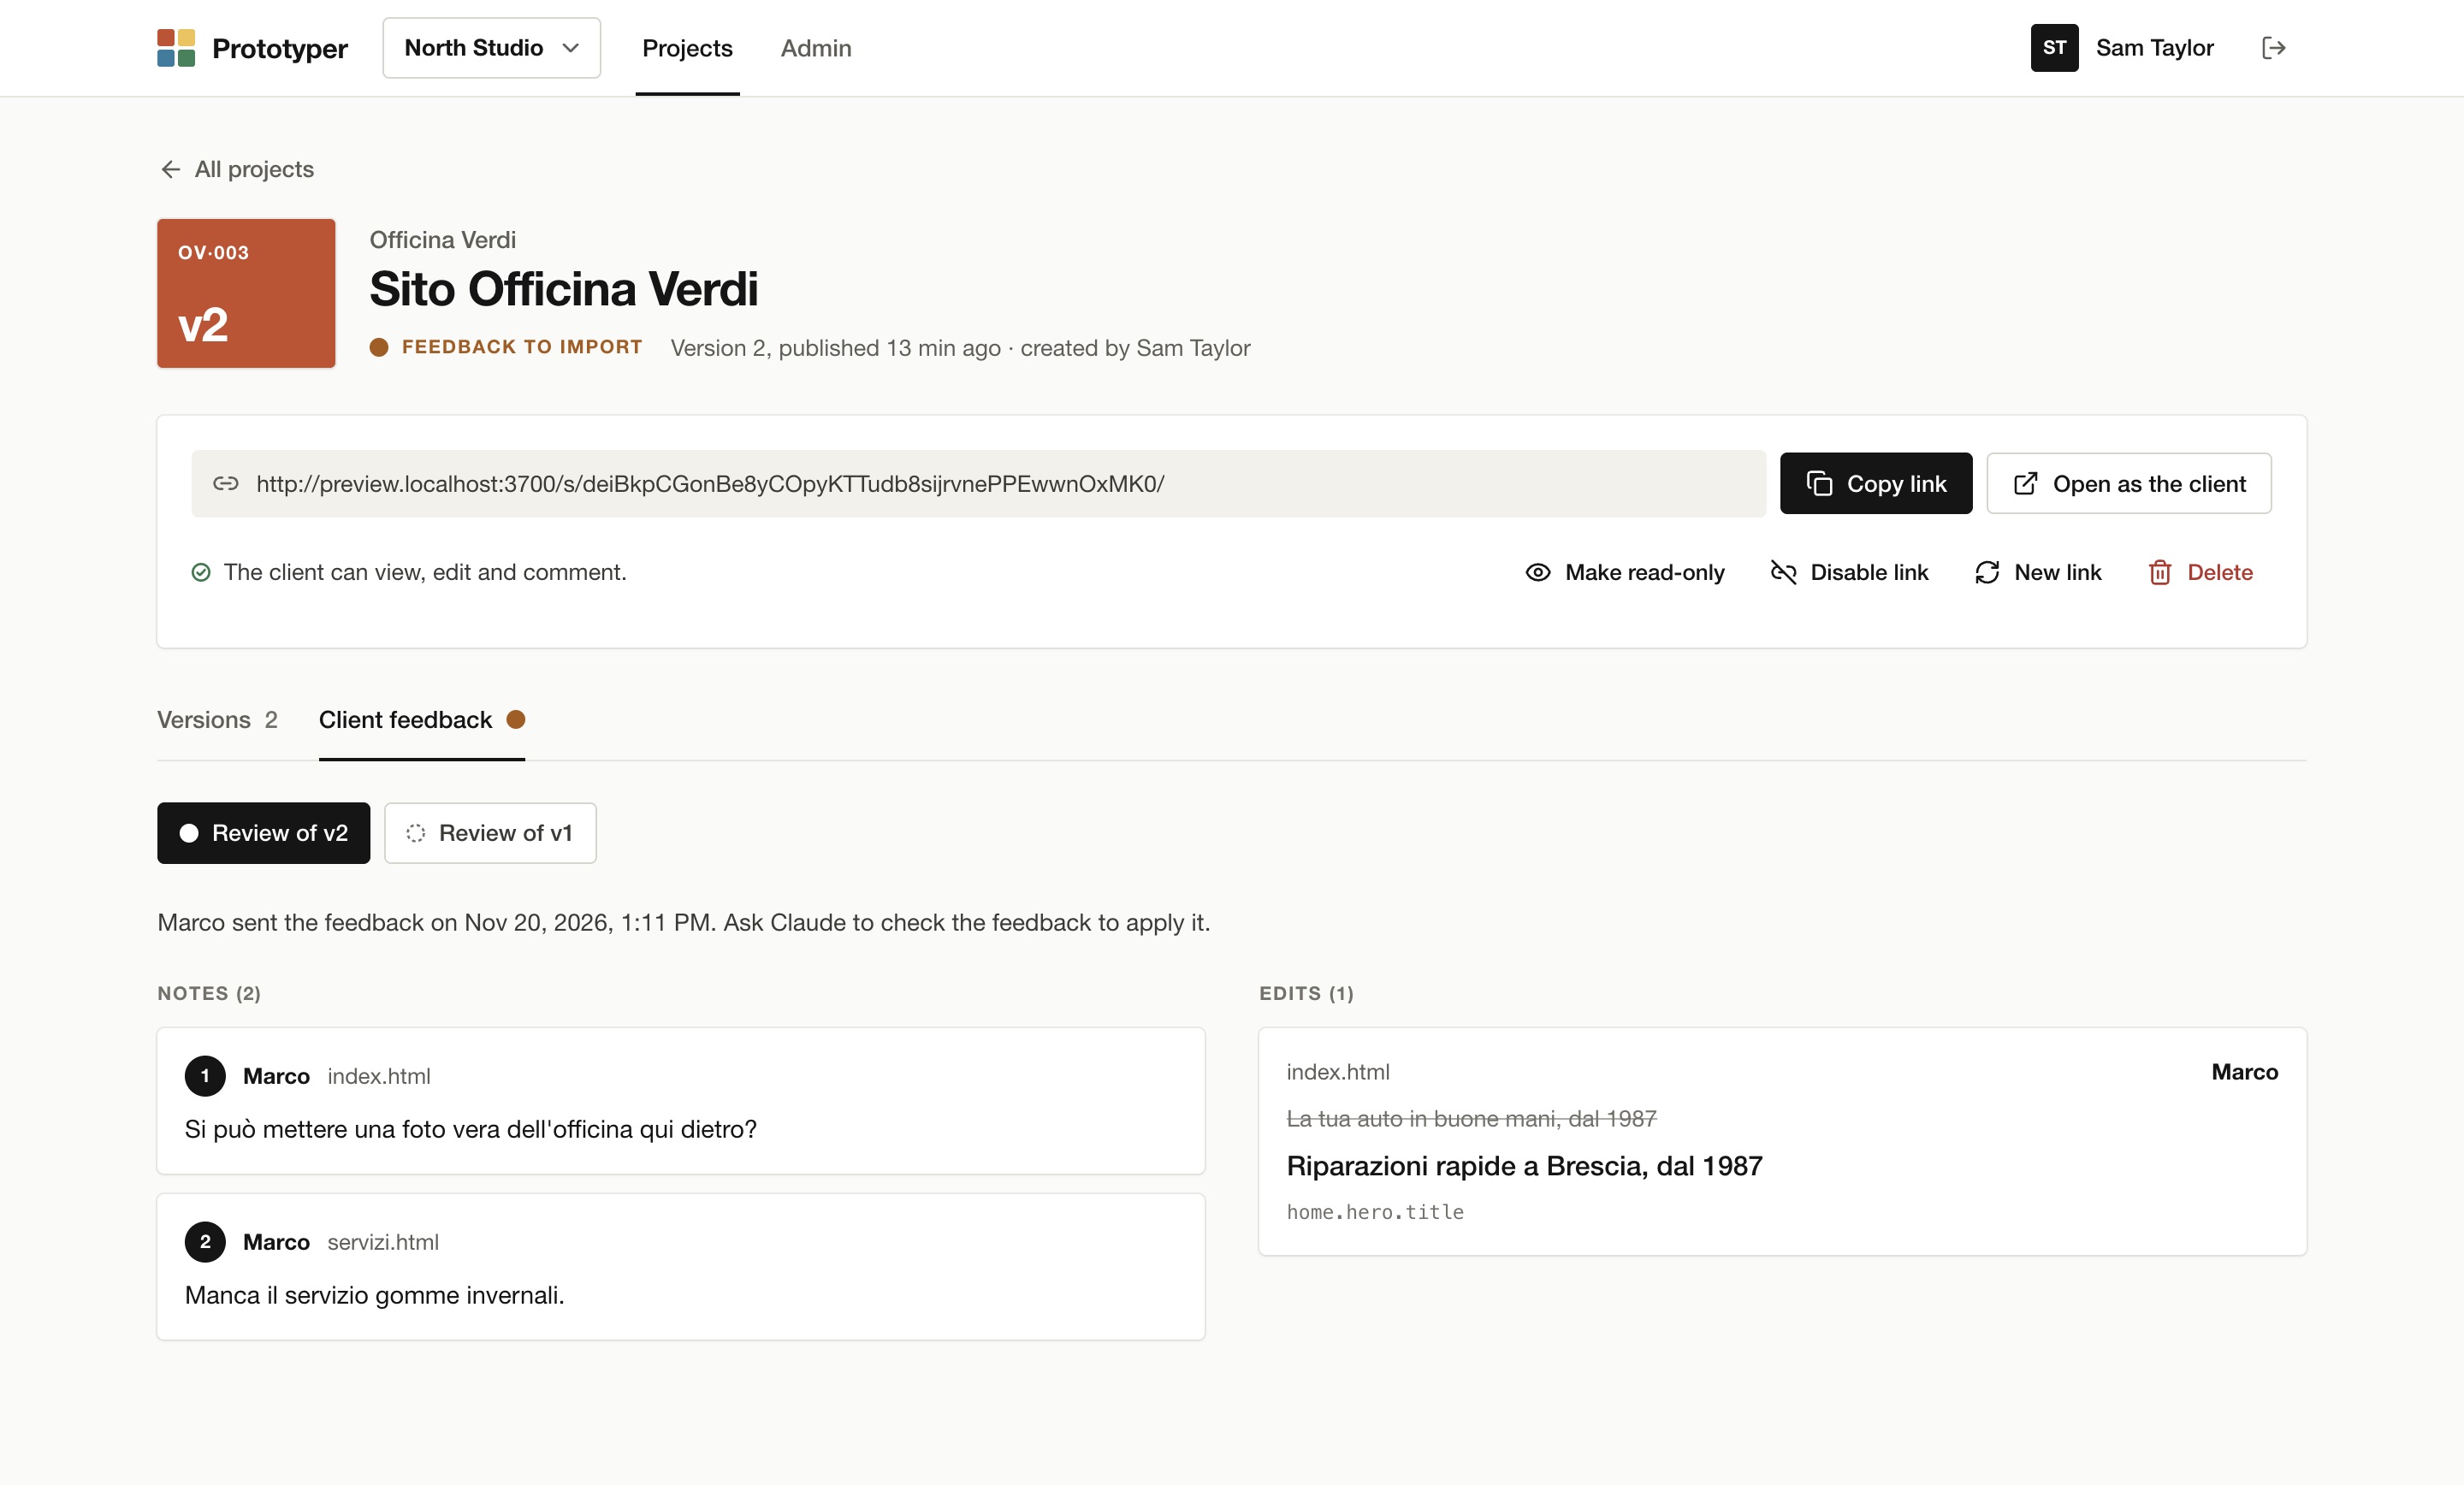 Prototyper
North Studio
Projects
Admin
ST
Sam Taylor
All projects
OV·003
v2
Officina Verdi
Sito Officina Verdi
FEEDBACK TO IMPORT
Version 2, published 13 min ago · created by Sam Taylor
http://preview.localhost:3700/s/deiBkpCGonBe8yCOpyKTTudb8sijrvnePPEwwnOxMK0/
Copy link
Open as the client
The client can view, edit and comment.
Make read-only
Disable link
New link
Delete
Versions 2
Client feedback
Review of v2
Review of v1
Marco sent the feedback on Nov 20, 2026, 1:11 PM. Ask Claude to check the feedback to apply it.
NOTES (2)
1 Marco index.html
Si può mettere una foto vera dell'officina qui dietro?
2 Marco servizi.html
Manca il servizio gomme invernali.
EDITS (1)
index.html
Marco
La tua auto in buone mani, dal 1987
Riparazioni rapide a Brescia, dal 1987
home.hero.title